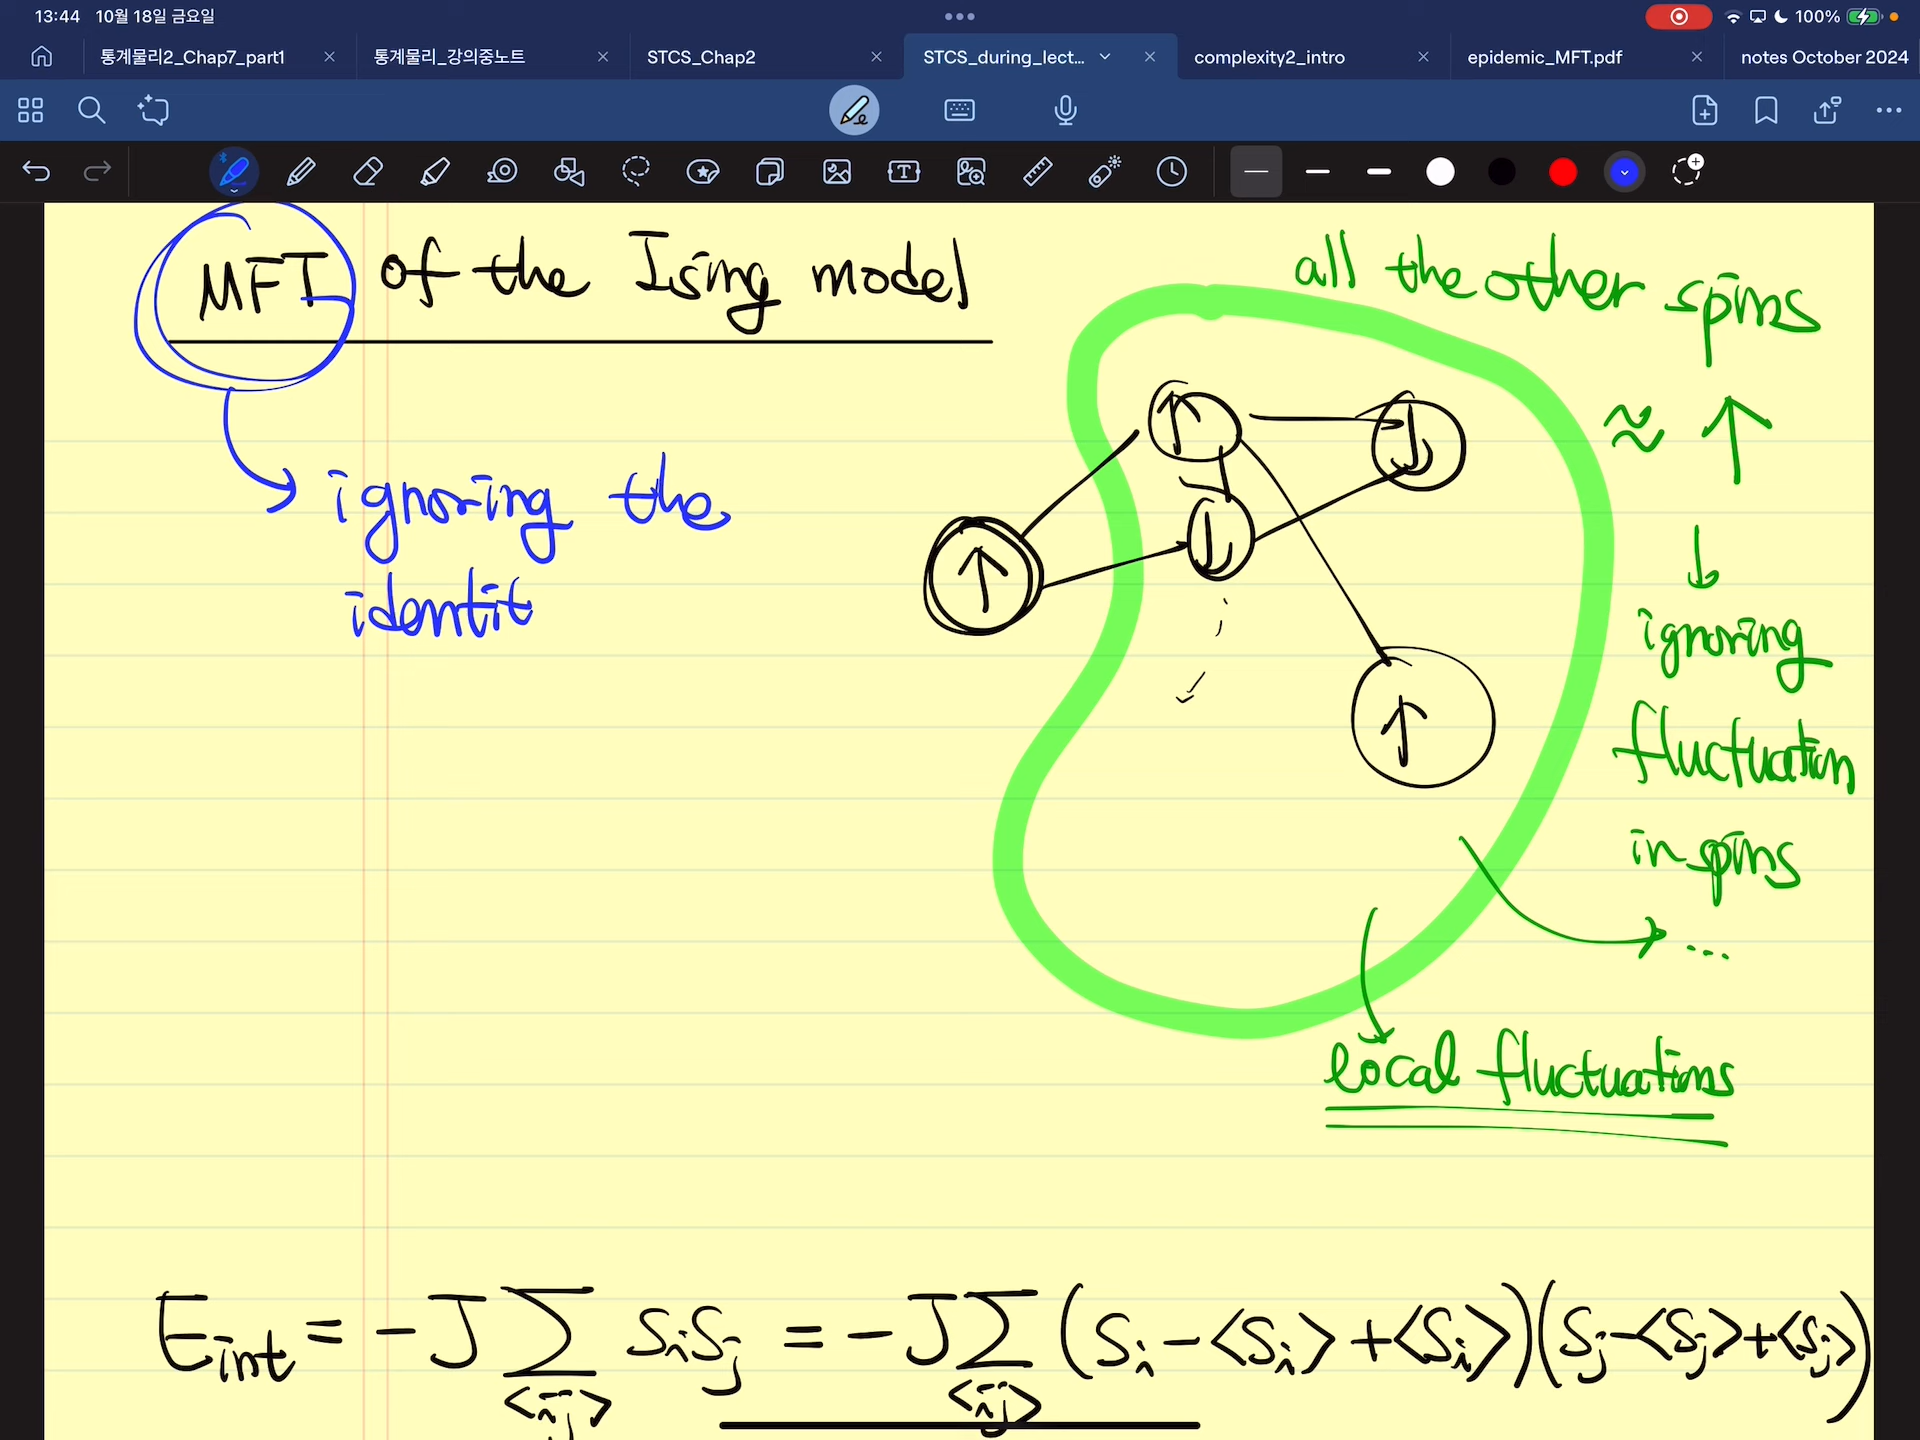 13:44 10월 18일 금요일
100%
통계물리2_Chap7_part1
통계물리_강의중노트
STCS_Chap2
STCS_during_lect...
complexity2_intro
epidemic_MFT.pdf
notes October 2024
MFT of the Ising model
all the other spins
≈ ↑
↓
ignoring
fluctuation
in spins
...
ignoring the
identit
↑ ↑ ↓ ↓ ↑
local fluctuations
E_int = -J Σ_<ij> S_i S_j = -J Σ_<ij> (S_i - <S_i> + <S_i>)(S_j - <S_j> + <S_j>)